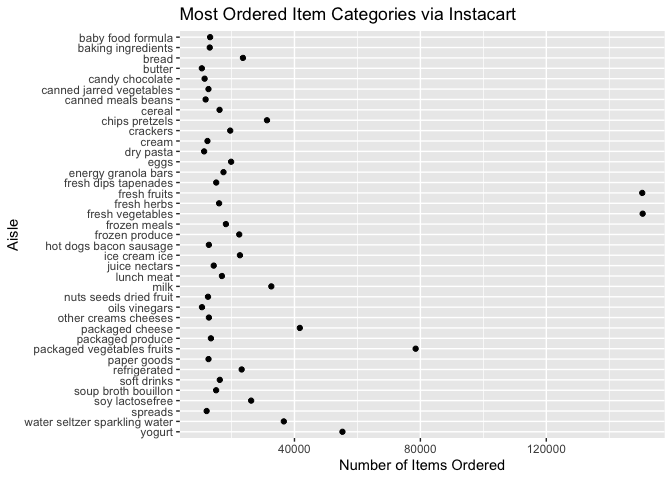 Most Ordered Item Categories via Instacart
Aisle
baby food formula
baking ingredients
bread
butter
candy chocolate
canned jarred vegetables
canned meals beans
cereal
chips pretzels
crackers
cream
dry pasta
eggs
energy granola bars
fresh dips tapenades
fresh fruits
fresh herbs
fresh vegetables
frozen meals
frozen produce
hot dogs bacon sausage
ice cream ice
juice nectars
lunch meat
milk
nuts seeds dried fruit
oils vinegars
other creams cheeses
packaged cheese
packaged produce
packaged vegetables fruits
paper goods
refrigerated
soft drinks
soup broth bouillon
soy lactosefree
spreads
water seltzer sparkling water
yogurt
40000 80000 120000
Number of Items Ordered